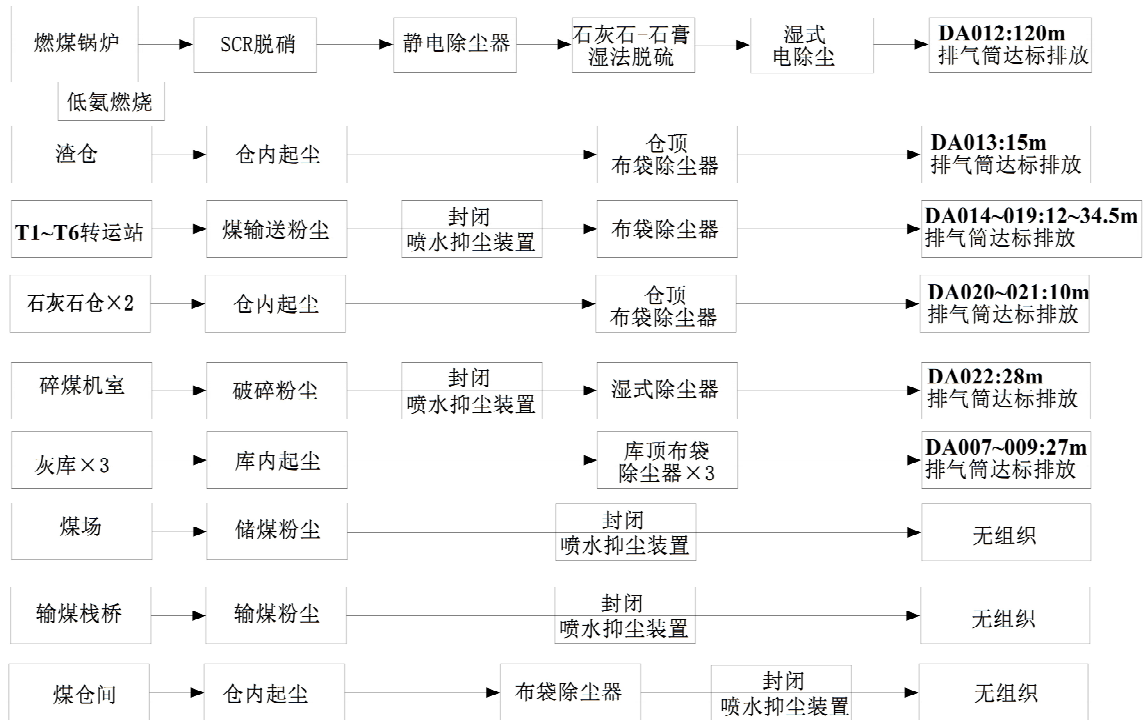 燃煤锅炉
SCR脱硝
静电除尘器
石灰石-石膏
湿法脱硫
湿式
电除尘
DA012:120m
排气筒达标排放
低氨燃烧
渣仓
仓内起尘
仓顶
布袋除尘器
DA013:15m
排气筒达标排放
T1~T6转运站
煤输送粉尘
封闭
喷水抑尘装置
布袋除尘器
DA014~019:12~34.5m
排气筒达标排放
石灰石仓×2
仓内起尘
仓顶
布袋除尘器
DA020~021:10m
排气筒达标排放
碎煤机室
破碎粉尘
封闭
喷水抑尘装置
湿式除尘器
DA022:28m
排气筒达标排放
灰库×3
库内起尘
库顶布袋
除尘器×3
DA007~009:27m
排气筒达标排放
煤场
储煤粉尘
封闭
喷水抑尘装置
无组织
输煤栈桥
输煤粉尘
封闭
喷水抑尘装置
无组织
煤仓间
仓内起尘
布袋除尘器
封闭
喷水抑尘装置
无组织